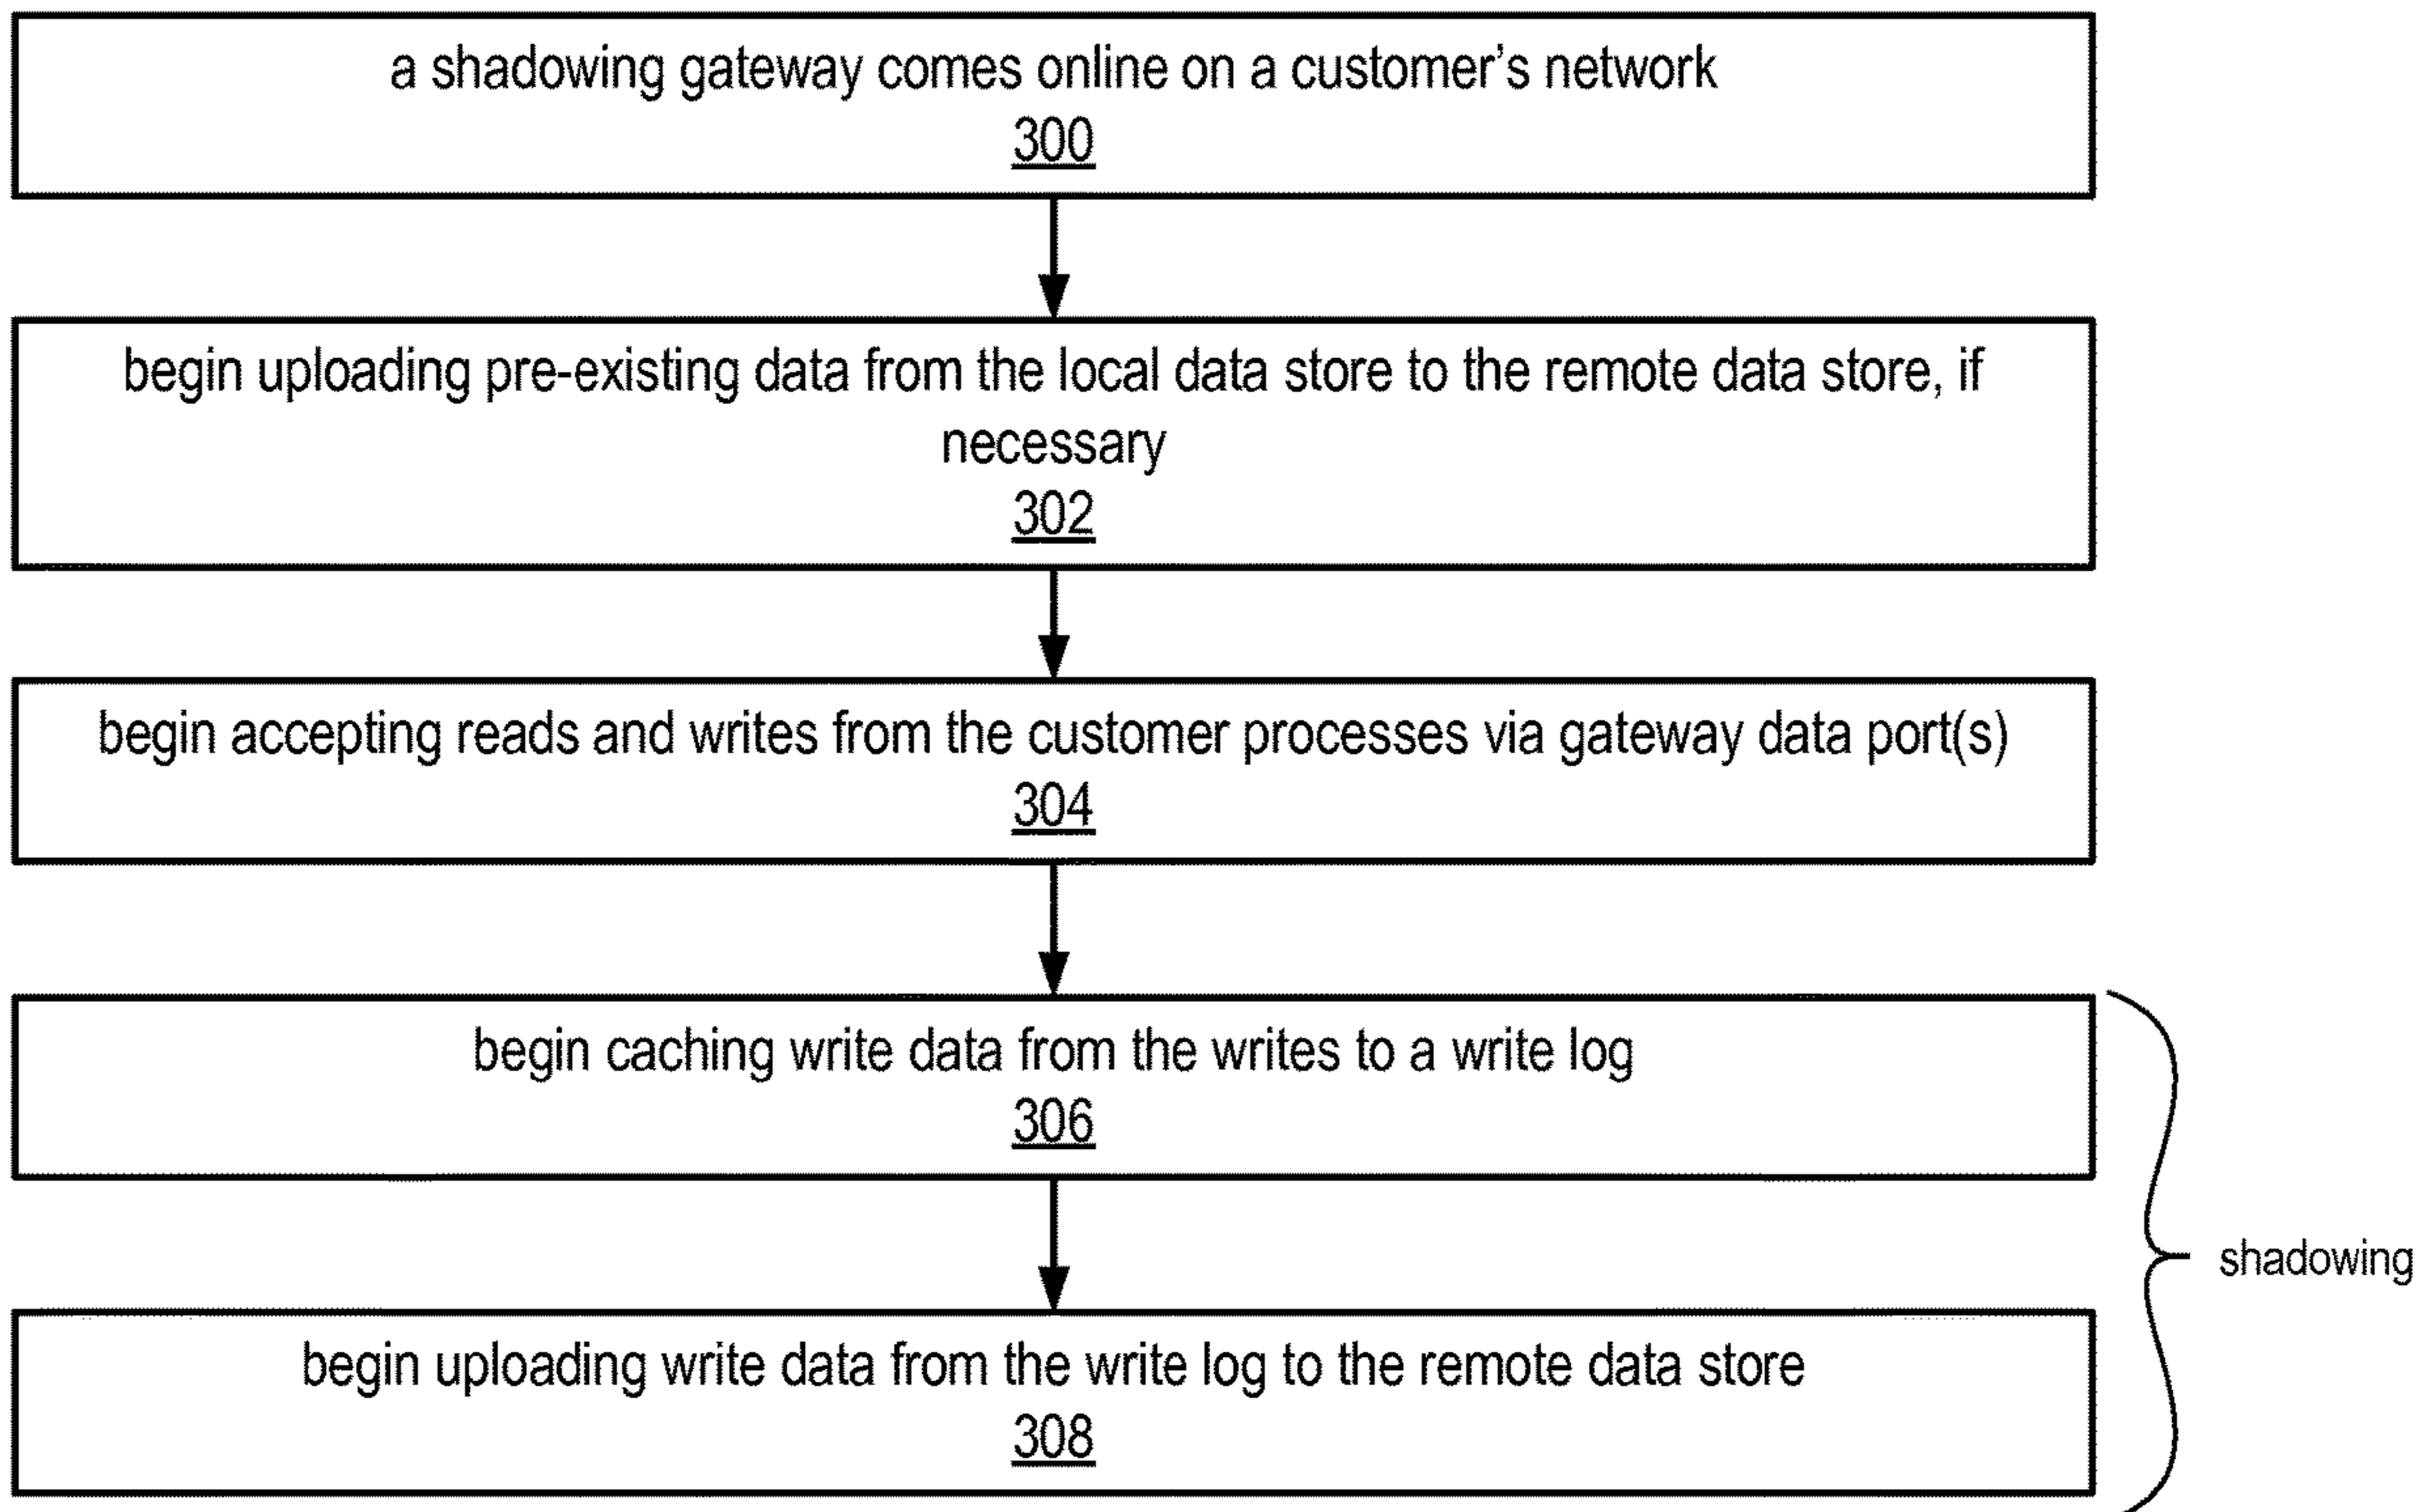 a shadowing gateway comes online on a customer's network
300
begin uploading pre-existing data from the local data store to the remote data store, if
necessary
302
begin accepting reads and writes from the customer processes via gateway data port(s)
304
begin caching write data from the writes to a write log
306
shadowing
begin uploading write data from the write log to the remote data store
308